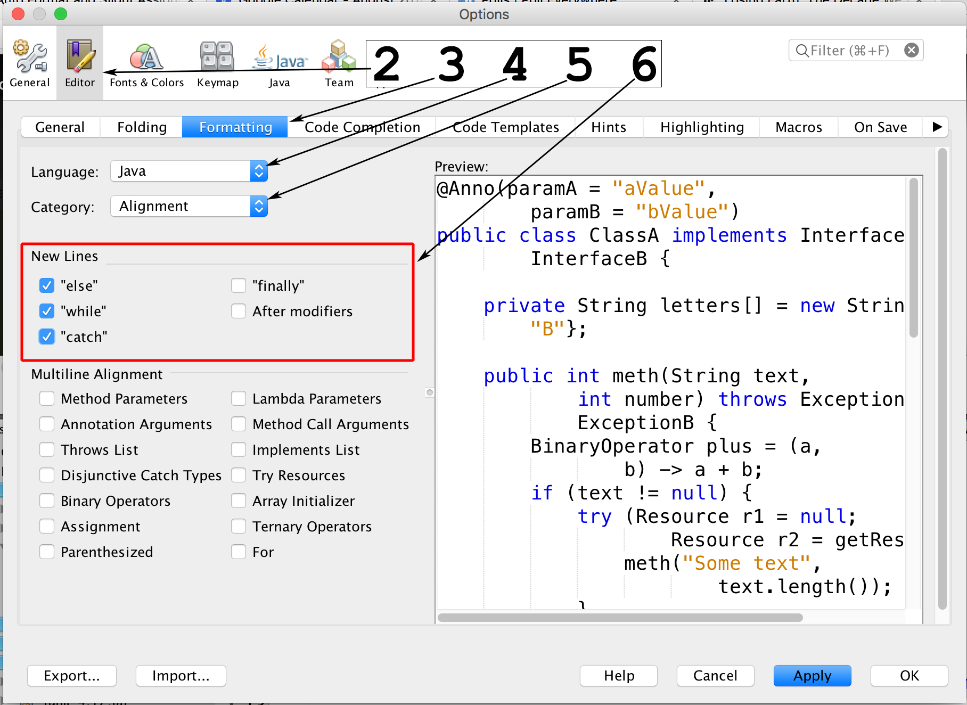 Options
General Editor Fonts & Colors Keymap Java Java Team 2 3 4 5 6 Filter (⌘+F)
General Folding Formatting Code Completion Code Templates Hints Highlighting Macros On Save
Language: Java
Category: Alignment
New Lines
"else" "finally"
"while" After modifiers
"catch"
Multiline Alignment
Method Parameters Lambda Parameters
Annotation Arguments Method Call Arguments
Throws List Implements List
Disjunctive Catch Types Try Resources
Binary Operators Array Initializer
Assignment Ternary Operators
Parenthesized For
Preview:
@Anno(paramA = "aValue",
paramB = "bValue")
public class ClassA implements Interface
InterfaceB {
private String letters[] = new Strin
"B"};
public int meth(String text,
int number) throws Exception
ExceptionB {
BinaryOperator plus = (a,
b) -> a + b;
if (text != null) {
try (Resource r1 = null;
Resource r2 = getRes
meth("Some text",
text.length());
}
Export... Import... Help Cancel Apply OK